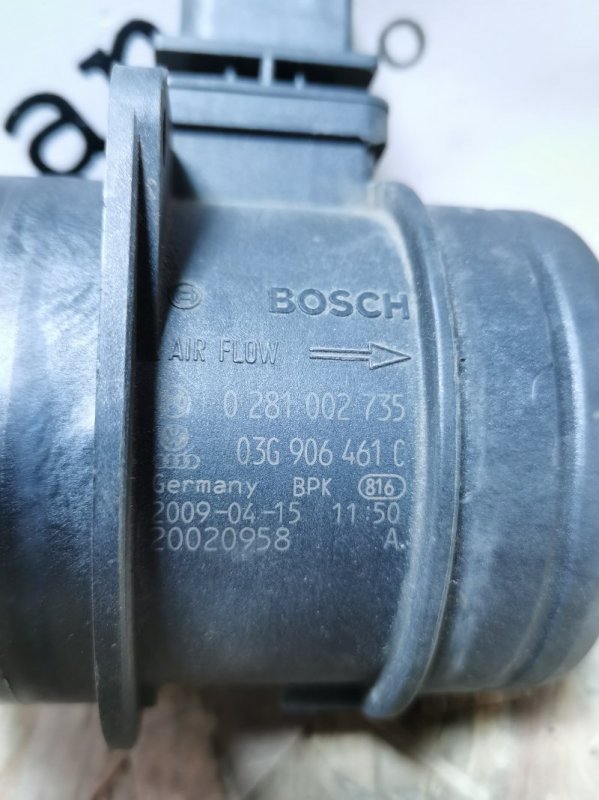 BOSCH
AIR FLOW
0 281 002 735
03G 906 461 C
Germany BPK 816
2009-04-15 11:50
20020958 A.